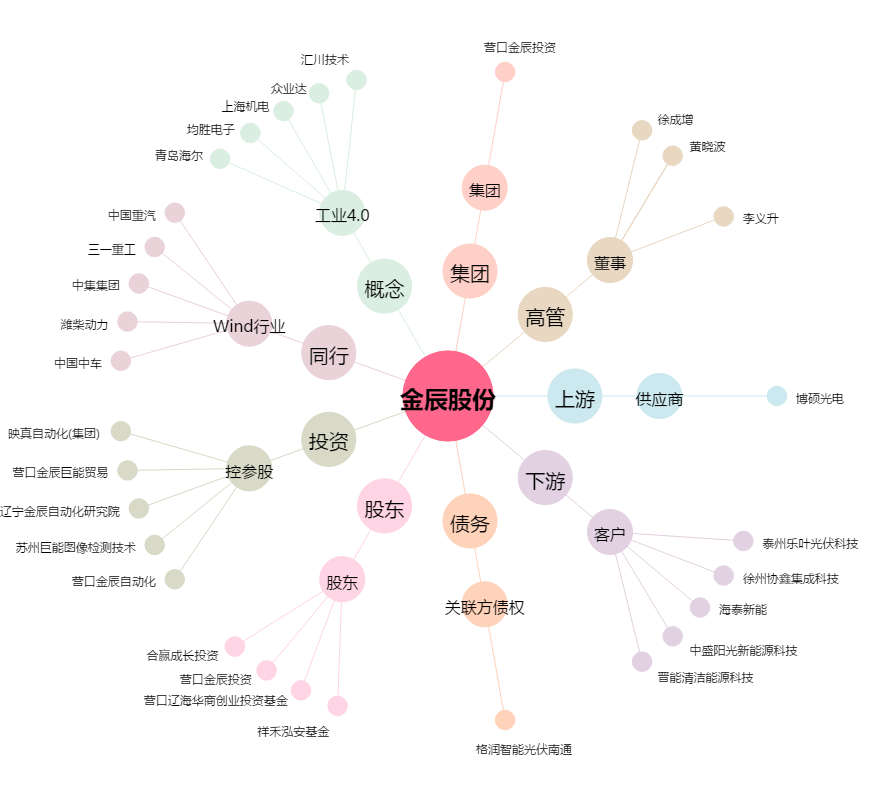 营口金辰投资
汇川技术
众业达
上海机电
均胜电子
青岛海尔
徐成增
黄晓波
李义升
集团
工业4.0
董事
集团
概念
高管
中国重汽
三一重工
中集集团
潍柴动力
中国中车
Wind行业
同行
金辰股份
上游
供应商
博硕光电
映真自动化(集团)
营口金辰巨能贸易
辽宁金辰自动化研究院
苏州巨能图像检测技术
营口金辰自动化
控参股
投资
股东
债务
下游
客户
泰州乐叶光伏科技
徐州协鑫集成科技
海泰新能
中盛阳光新能源科技
晋能清洁能源科技
股东
关联方债权
合赢成长投资
营口金辰投资
营口辽海华商创业投资基金
祥禾泓安基金
格润智能光伏南通